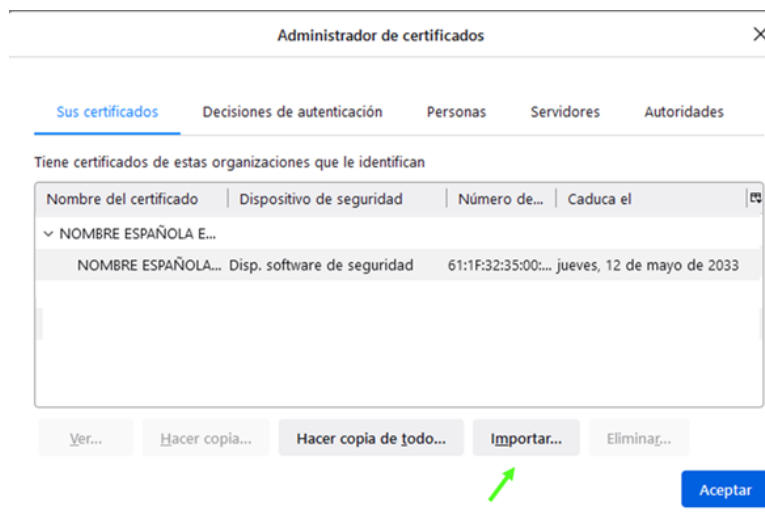 Administrador de certificados
Sus certificados Decisiones de autenticación Personas Servidores Autoridades
Tiene certificados de estas organizaciones que le identifican
Nombre del certificado Dispositivo de seguridad Número de... Caduca el
NOMBRE ESPAÑOLA E...
NOMBRE ESPAÑOLA... Disp. software de seguridad 61:1F:32:35:00:... jueves, 12 de mayo de 2033
Ver... Hacer copia... Hacer copia de todo... Importar... Eliminar...
Aceptar